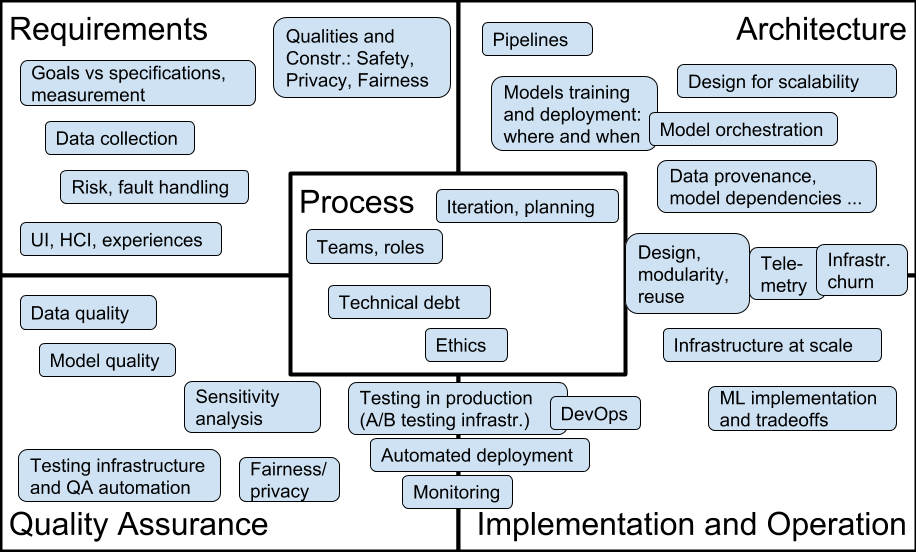 Requirements
Qualities and
Constr.: Safety,
Privacy, Fairness
Goals vs specifications,
measurement
Data collection
Risk, fault handling
UI, HCI, experiences
Architecture
Pipelines
Design for scalability
Models training
and deployment:
where and when
Model orchestration
Data provenance,
model dependencies ...
Process
Iteration, planning
Teams, roles
Technical debt
Ethics
Design,
modularity,
reuse
Tele-
metry
Infrastr.
churn
Data quality
Model quality
Sensitivity
analysis
Testing infrastructure
and QA automation
Fairness/
privacy
Quality Assurance
Testing in production
(A/B testing infrastr.)
DevOps
Automated deployment
Monitoring
Infrastructure at scale
ML implementation
and tradeoffs
Implementation and Operation